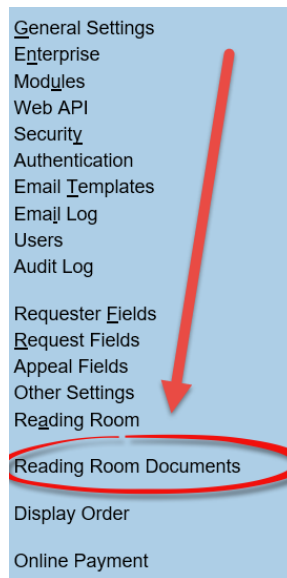 General Settings
Enterprise
Modules
Web API
Security
Authentication
Email Templates
Email Log
Users
Audit Log
Requester Fields
Request Fields
Appeal Fields
Other Settings
Reading Room
Reading Room Documents
Display Order
Online Payment